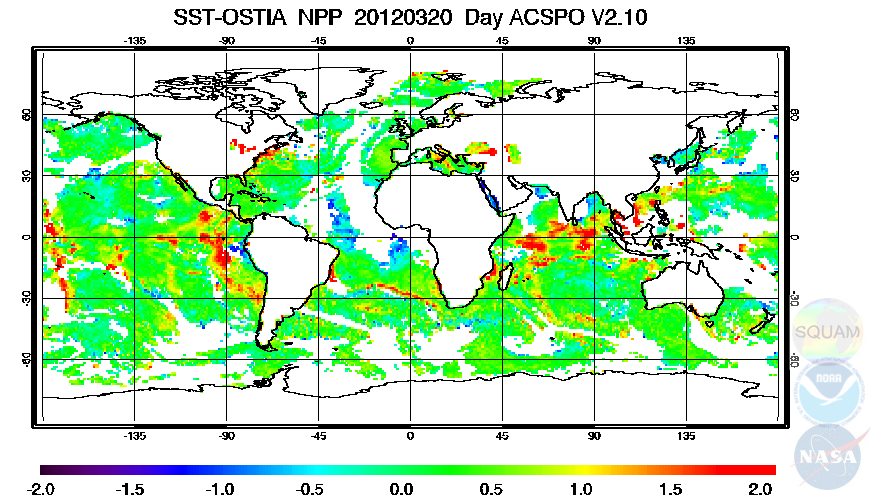 SST-OSTIA NPP 20120320 Day ACSPO V2.10
-135 -90 -45 0 45 90 135
60 60
30 30
0 0
-30 -30
-60 -60
-135 -90 -45 0 45 90 135
SQUAM
NOAA
NASA
-2.0 -1.5 -1.0 -0.5 0.0 0.5 1.0 1.5 2.0